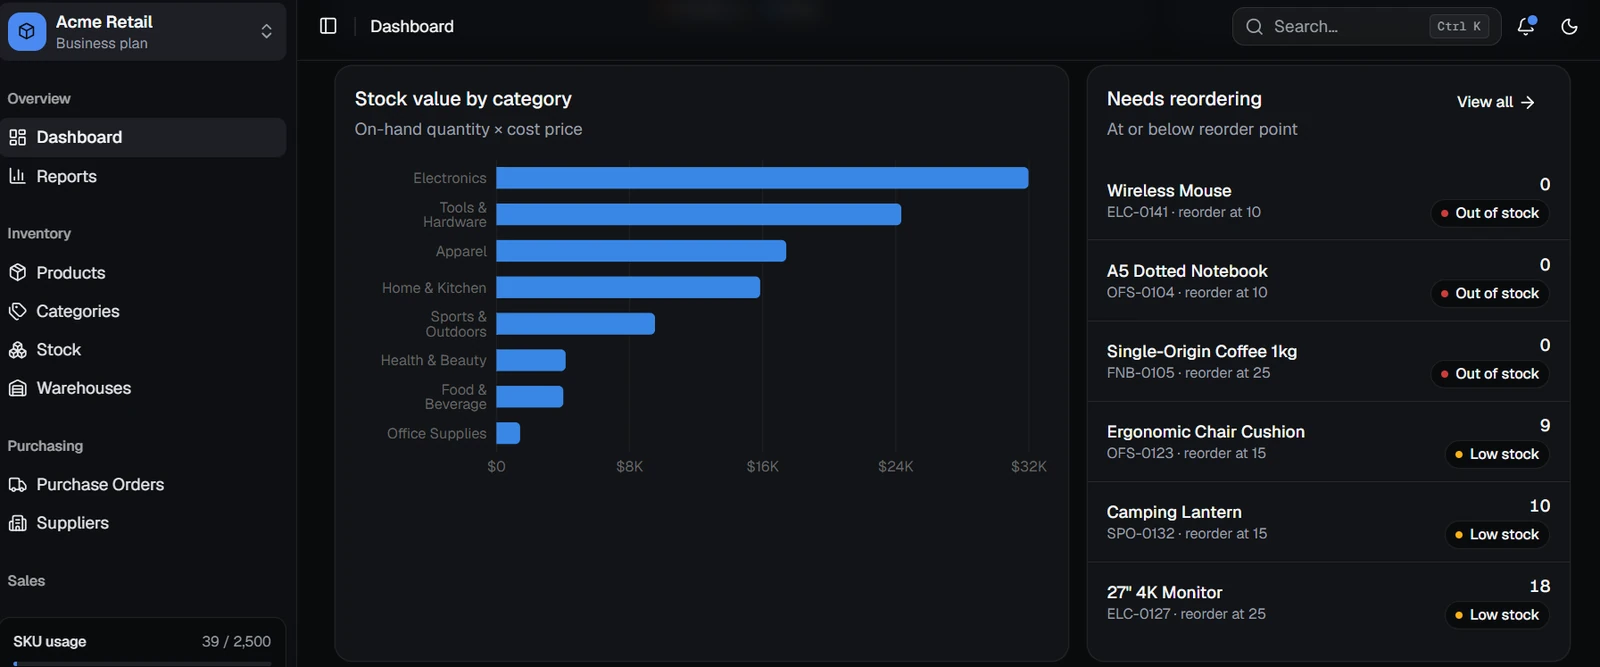 Acme Retail
Business plan
Overview
Dashboard
Reports
Inventory
Products
Categories
Stock
Warehouses
Purchasing
Purchase Orders
Suppliers
Sales
SKU usage
39 / 2,500
Dashboard
Search...
Ctrl K
Stock value by category
On-hand quantity × cost price
Electronics
Tools &
Hardware
Apparel
Home & Kitchen
Sports &
Outdoors
Health & Beauty
Food &
Beverage
Office Supplies
$0
$8K
$16K
$24K
$32K
Needs reordering
View all →
At or below reorder point
Wireless Mouse
0
ELC-0141 · reorder at 10
Out of stock
A5 Dotted Notebook
0
OFS-0104 · reorder at 10
Out of stock
Single-Origin Coffee 1kg
0
FNB-0105 · reorder at 25
Out of stock
Ergonomic Chair Cushion
9
OFS-0123 · reorder at 15
Low stock
Camping Lantern
10
SPO-0132 · reorder at 15
Low stock
27" 4K Monitor
18
ELC-0127 · reorder at 25
Low stock